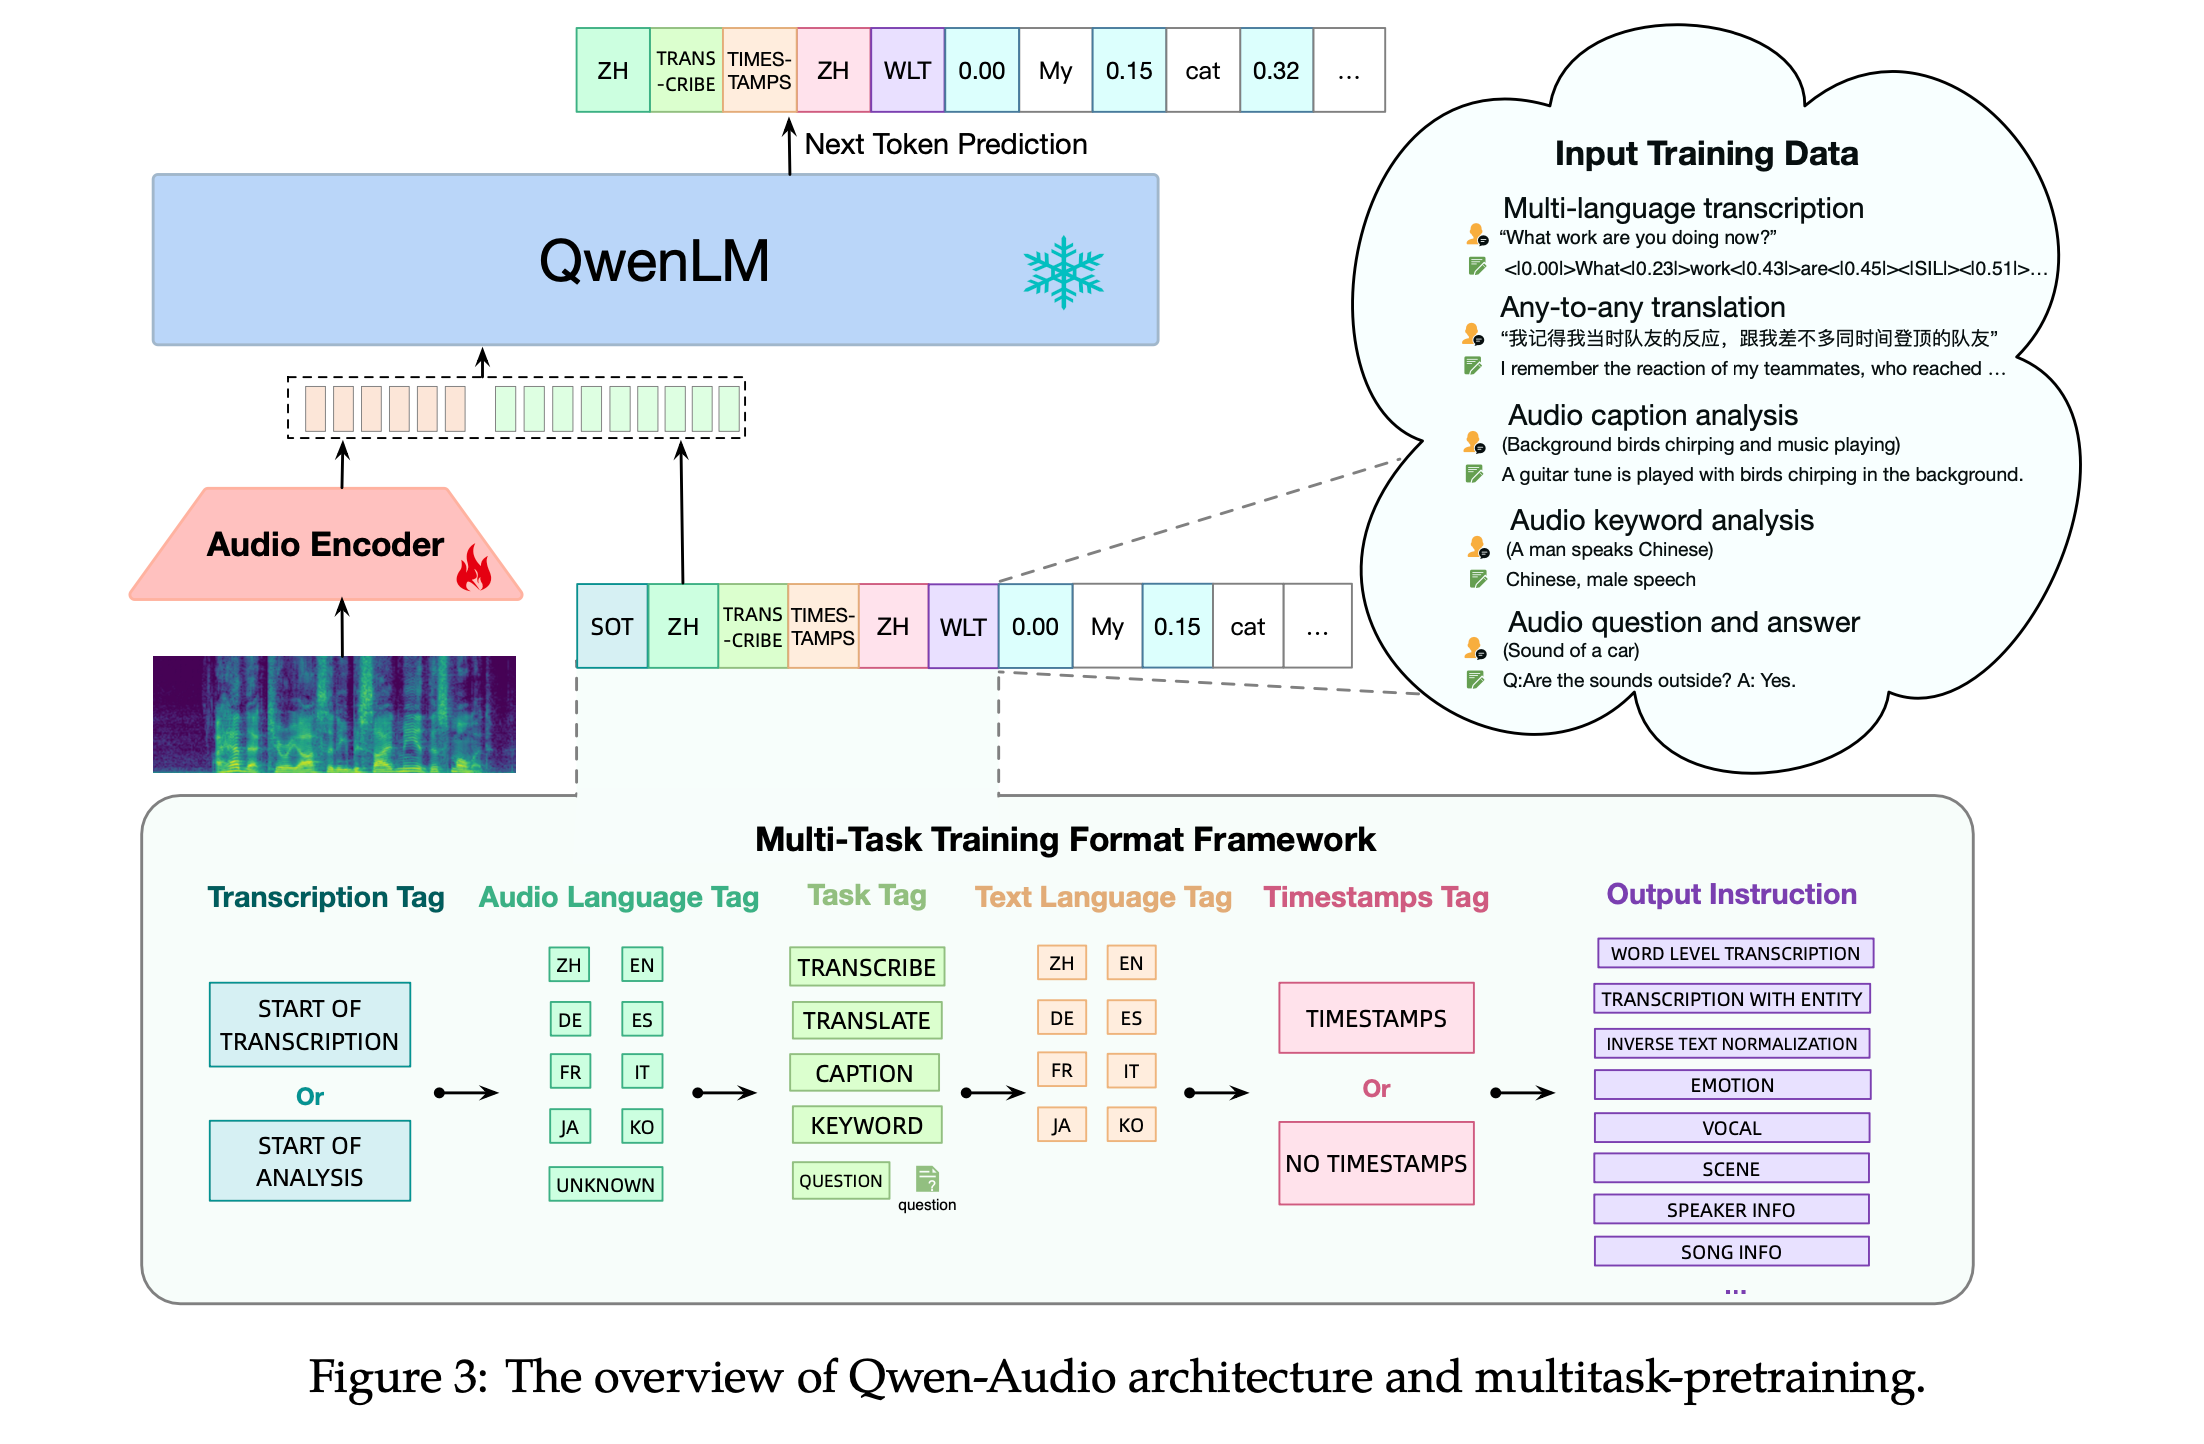 ZH TRANS-CRIBE TIMES-TAMPS ZH WLT 0.00 My 0.15 cat 0.32 ...
Next Token Prediction
QwenLM
Audio Encoder
SOT ZH TRANS-CRIBE TIMES-TAMPS ZH WLT 0.00 My 0.15 cat ...
Input Training Data
Multi-language transcription
“What work are you doing now?”
<|0.00|>What<|0.23|>work<|0.43|>are<|0.45|><|SIL|><|0.51|>...
Any-to-any translation
“我记得我当时队友的反应，跟我差不多同时间登顶的队友”
I remember the reaction of my teammates, who reached ...
Audio caption analysis
(Background birds chirping and music playing)
A guitar tune is played with birds chirping in the background.
Audio keyword analysis
(A man speaks Chinese)
Chinese, male speech
Audio question and answer
(Sound of a car)
Q:Are the sounds outside? A: Yes.
Multi-Task Training Format Framework
Transcription Tag
START OF
TRANSCRIPTION
Or
START OF
ANALYSIS
Audio Language Tag
ZH EN
DE ES
FR IT
JA KO
UNKNOWN
Task Tag
TRANSCRIBE
TRANSLATE
CAPTION
KEYWORD
QUESTION
?
question
Text Language Tag
ZH EN
DE ES
FR IT
JA KO
Timestamps Tag
TIMESTAMPS
Or
NO TIMESTAMPS
Output Instruction
WORD LEVEL TRANSCRIPTION
TRANSCRIPTION WITH ENTITY
INVERSE TEXT NORMALIZATION
EMOTION
VOCAL
SCENE
SPEAKER INFO
SONG INFO
...
Figure 3: The overview of Qwen-Audio architecture and multitask-pretraining.